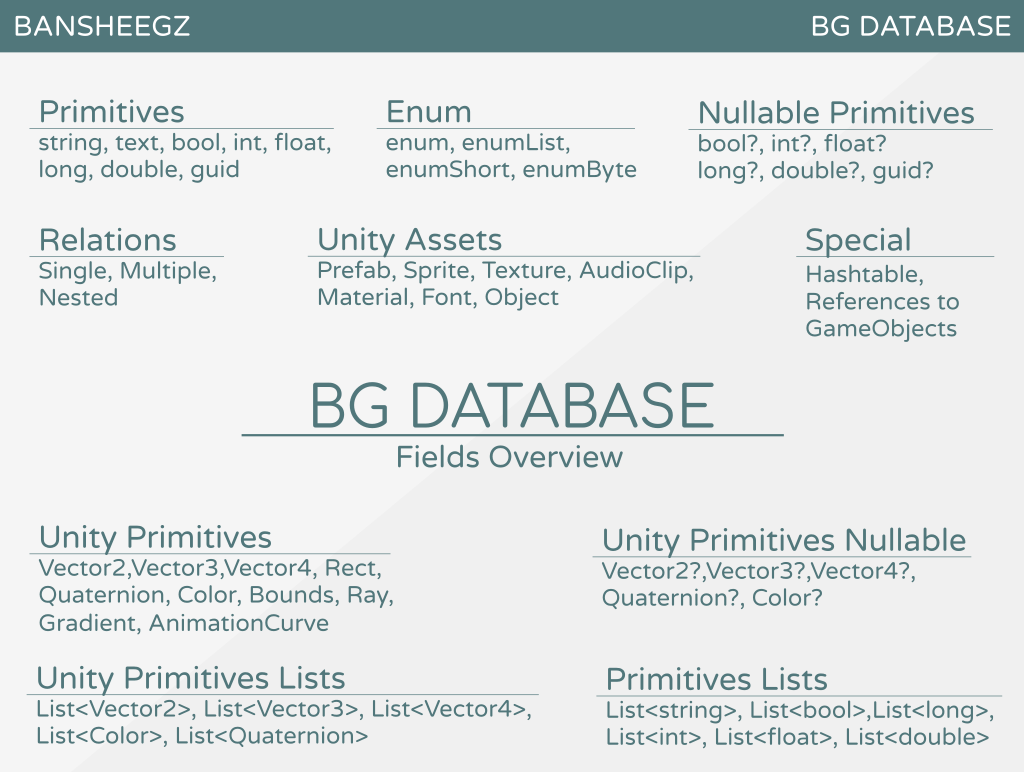 BANSHEEGZ
BG DATABASE
Primitives
string, text, bool, int, float,
long, double, guid
Enum
enum, enumList,
enumShort, enumByte
Nullable Primitives
bool?, int?, float?
long?, double?, guid?
Relations
Single, Multiple,
Nested
Unity Assets
Prefab, Sprite, Texture, AudioClip,
Material, Font, Object
Special
Hashtable,
References to
GameObjects
BG DATABASE
Fields Overview
Unity Primitives
Vector2,Vector3,Vector4, Rect,
Quaternion, Color, Bounds, Ray,
Gradient, AnimationCurve
Unity Primitives Nullable
Vector2?,Vector3?,Vector4?,
Quaternion?, Color?
Unity Primitives Lists
List<Vector2>, List<Vector3>, List<Vector4>,
List<Color>, List<Quaternion>
Primitives Lists
List<string>, List<bool>,List<long>,
List<int>, List<float>, List<double>